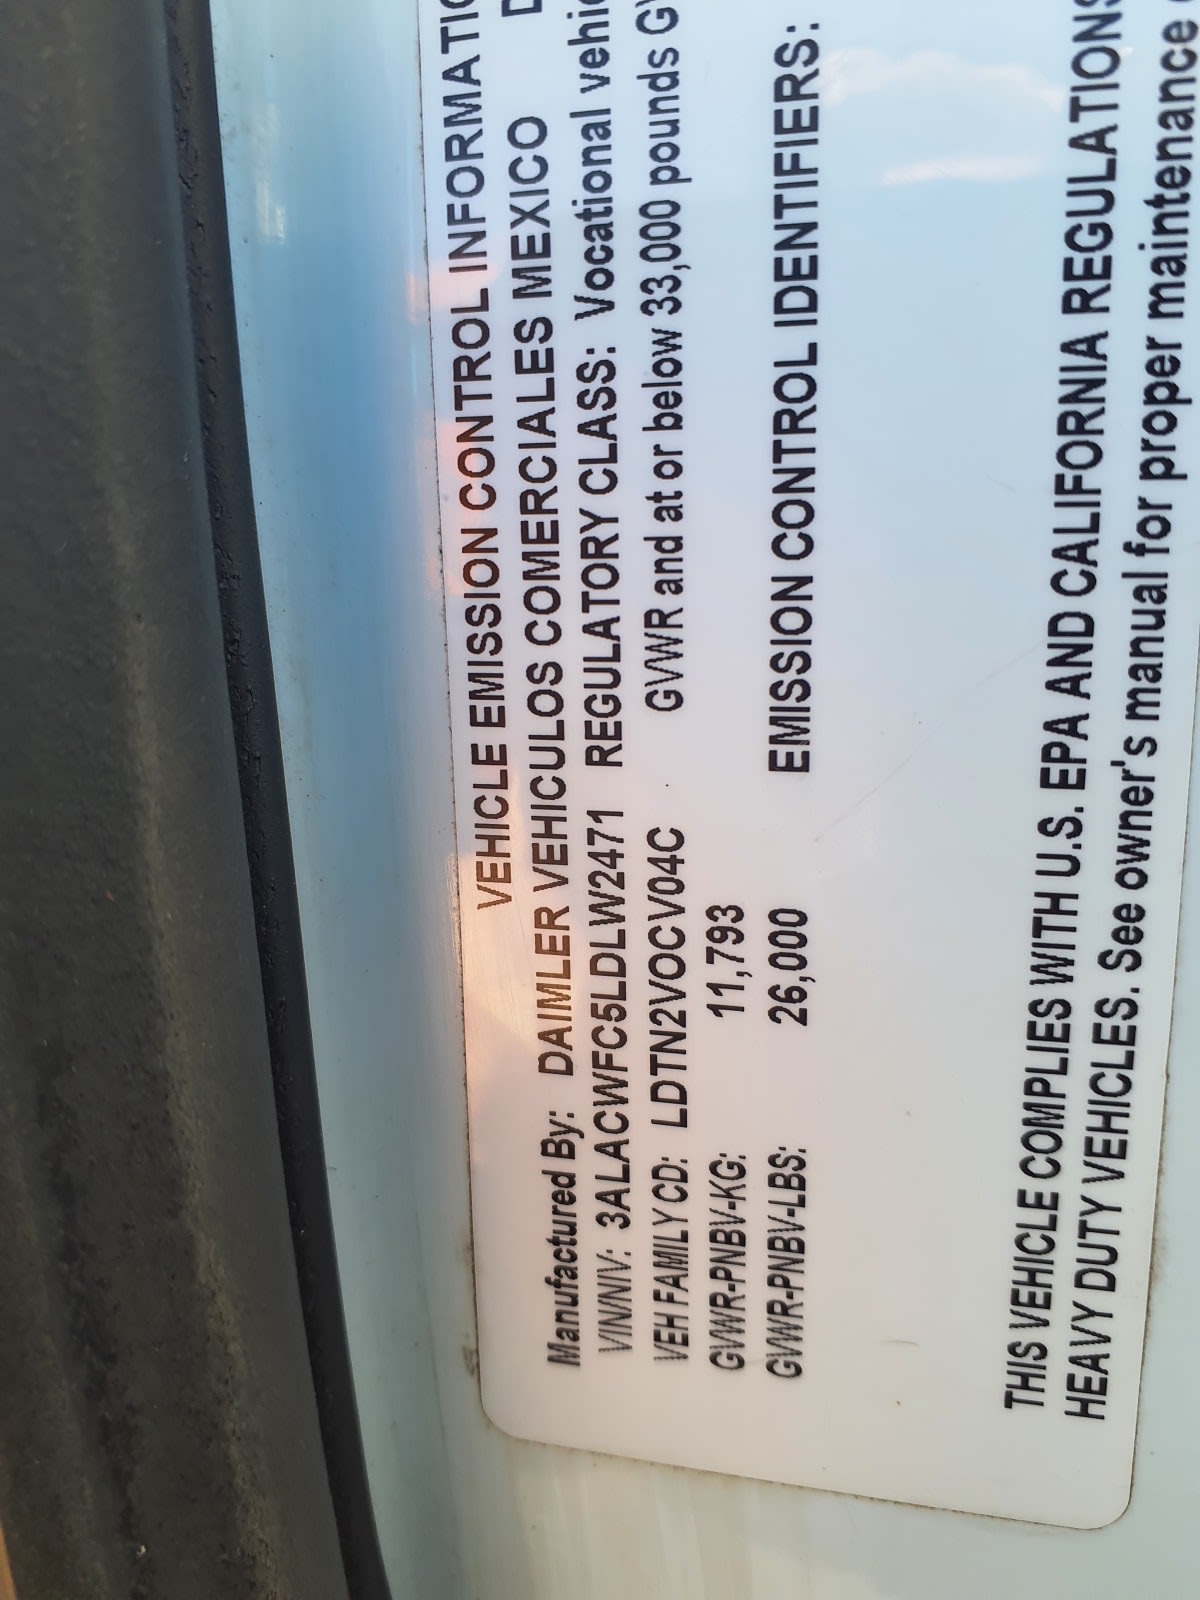 VEHICLE EMISSION CONTROL INFORMATIO
Manufactured By: DAIMLER VEHICULOS COMERCIALES MEXICO D
VIN/NIV: 3ALACWFC5LDLW2471 REGULATORY CLASS: Vocational vehic
VEH FAMILY CD: LDTN2VOCV04C GVWR and at or below 33,000 pounds GV
GVWR-PNBV-KG: 11,793
GVWR-PNBV-LBS: 26,000 EMISSION CONTROL IDENTIFIERS:
THIS VEHICLE COMPLIES WITH U.S. EPA AND CALIFORNIA REGULATIONS
HEAVY DUTY VEHICLES. See owner's manual for proper maintenance